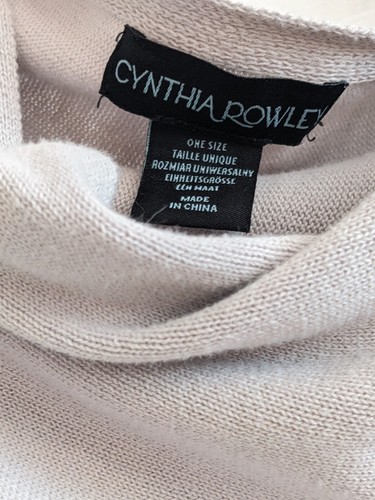 CYNTHIA ROWLEY
ONE SIZE
TAILLE UNIQUE
ROZMIAR UNIWERSALNY
EINHEITSGRÖSSE
EEN MAAT
MADE
IN CHINA